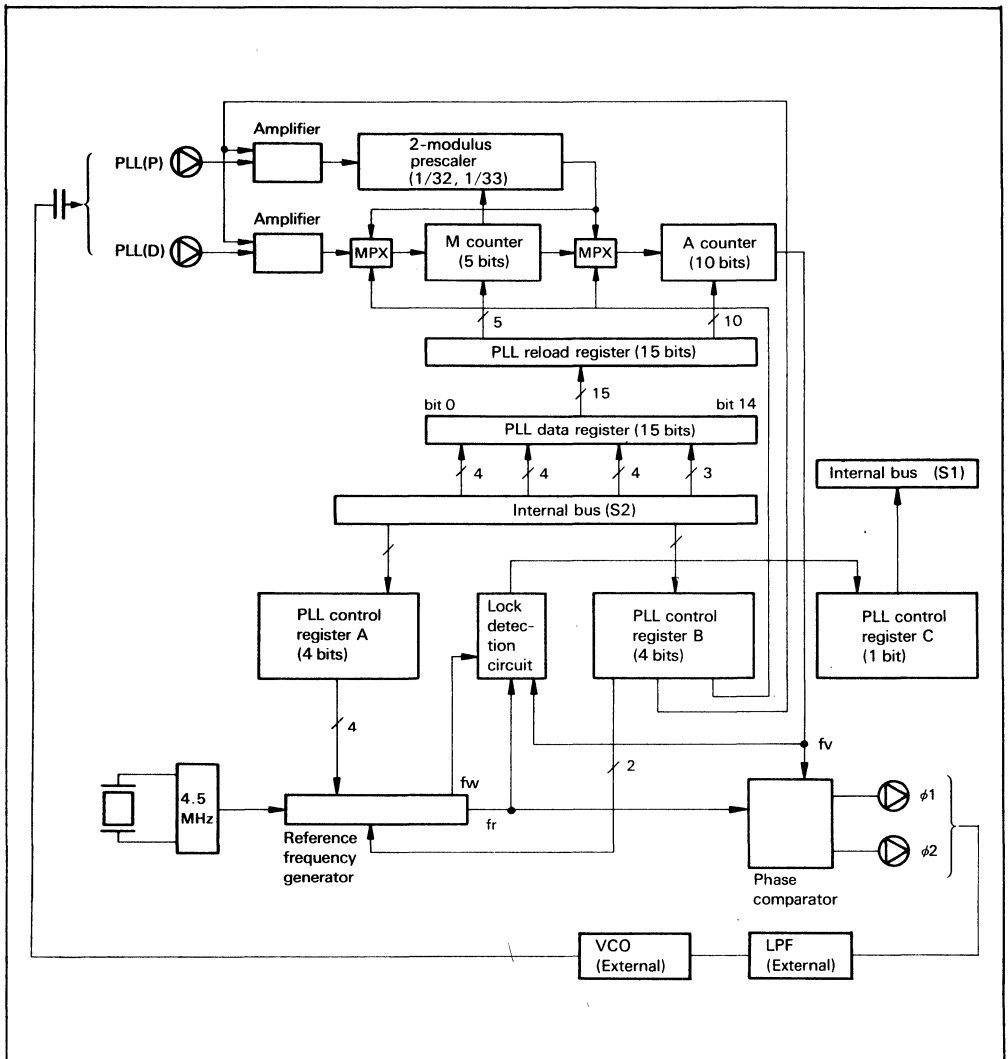 Amplifier
2-modulus
prescaler
(1/32, 1/33)
PLL(P)
Amplifier
PLL(D)
MPX
M counter
(5 bits)
MPX
A counter
(10 bits)
5
10
PLL reload register (15 bits)
15
bit 0
bit 14
PLL data register (15 bits)
4
4
4
3
Internal bus (S1)
Internal bus (S2)
PLL control
register A
(4 bits)
Lock
detec-
tion
circuit
PLL control
register B
(4 bits)
PLL control
register C
(1 bit)
4
2
fw
fv
4.5
MHz
fr
ϕ1
ϕ2
Reference
frequency
generator
Phase
comparator
VCO
(External)
LPF
(External)